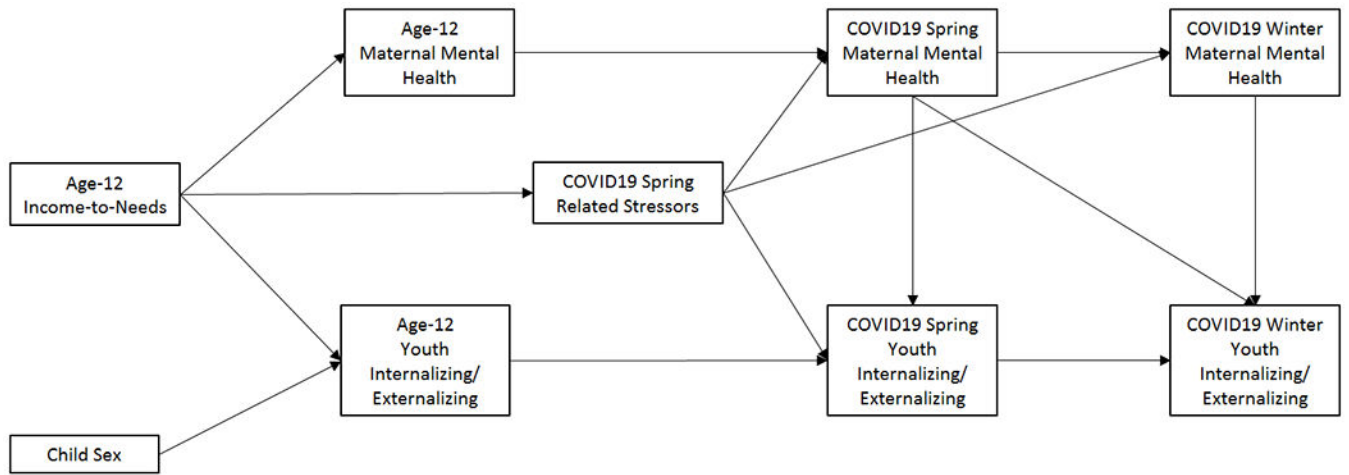 Age-12
Maternal Mental
Health
COVID19 Spring
Maternal Mental
Health
COVID19 Winter
Maternal Mental
Health
Age-12
Income-to-Needs
COVID19 Spring
Related Stressors
Age-12
Youth
Internalizing/
Externalizing
COVID19 Spring
Youth
Internalizing/
Externalizing
COVID19 Winter
Youth
Internalizing/
Externalizing
Child Sex